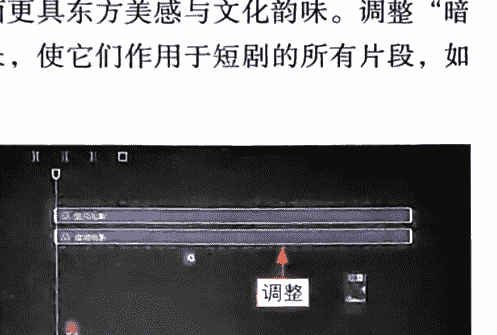 面更具东方美感与文化韵味。调整“暗
，使它们作用于短剧的所有片段，如
调整